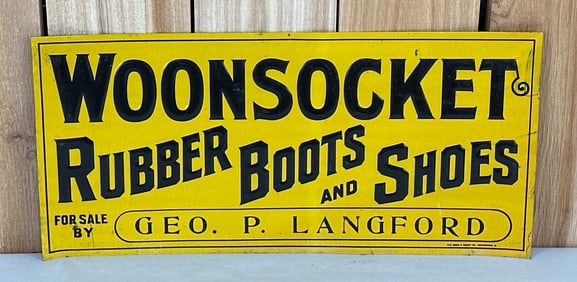 WOONSOCKET
RUBBER BOOTS AND SHOES
FOR SALE BY
GEO. P. LANGFORD